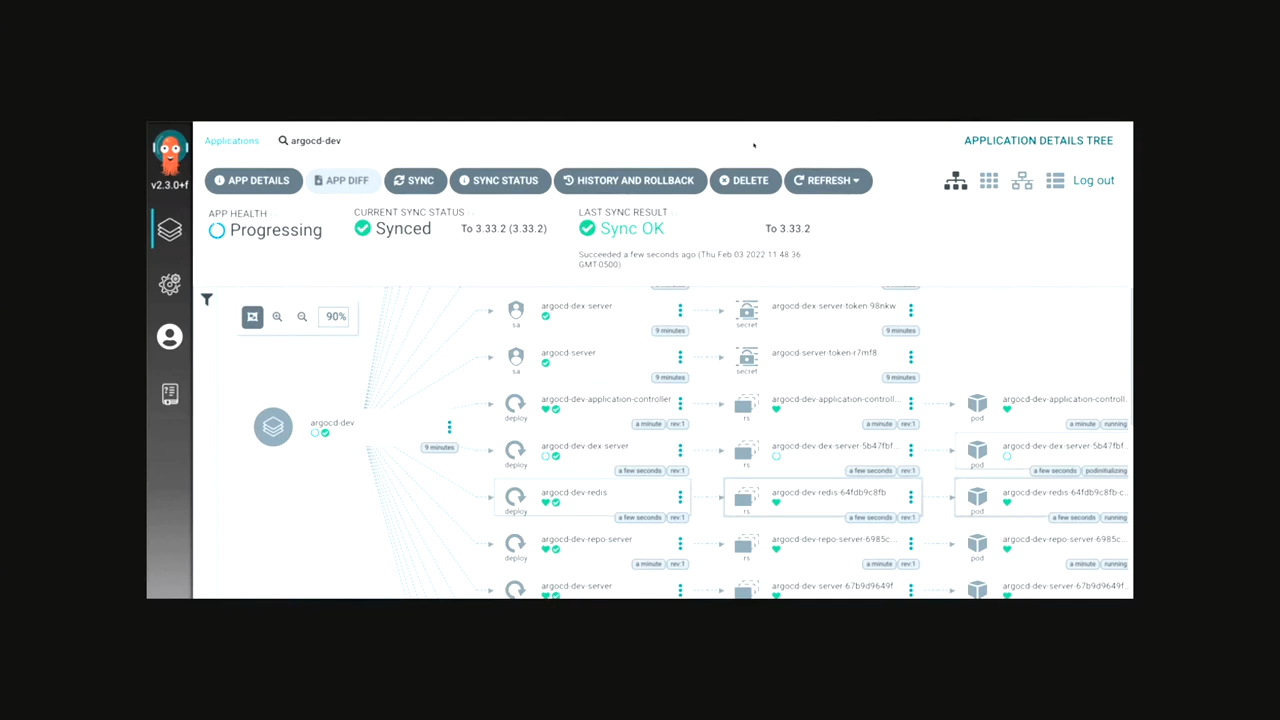 Applications argocd-dev APPLICATION DETAILS TREE
v2.3.0+f
APP DETAILS APP DIFF SYNC SYNC STATUS HISTORY AND ROLLBACK DELETE REFRESH Log out
APP HEALTH CURRENT SYNC STATUS LAST SYNC RESULT
Progressing Synced To 3.33.2 (3.33.2) Sync OK To 3.33.2
Succeeded a few seconds ago (Thu Feb 03 2022 11:48:36
GMT-0500)
90%
argocd-dex-server argocd-dex-server-token-98nkw
sa secret
9 minutes 9 minutes
argocd-server argocd-server-token-r7mf8
sa secret
9 minutes 9 minutes
argocd-dev-application-controller argocd-dev-application-controll... argocd-dev-application-controll...
deploy rs pod
a minute rev:1 a minute rev:1 a minute running
argocd-dev
9 minutes
argocd-dev-dex-server argocd-dev-dex-server-5b47fbf... argocd-dev-dex-server-5b47fbf...
deploy rs pod
a few seconds rev:1 a few seconds rev:1 a few seconds podinitializing
argocd-dev-redis argocd-dev-redis-64fdb9c8fb argocd-dev-redis-64fdb9c8fb-c...
deploy rs pod
a few seconds rev:1 a few seconds rev:1 a few seconds running
argocd-dev-repo-server argocd-dev-repo-server-6985c... argocd-dev-repo-server-6985c...
deploy rs pod
a minute rev:1 a minute rev:1 a minute running
argocd-dev-server argocd-dev-server-67b9d9649f argocd-dev-server-67b9d9649f...